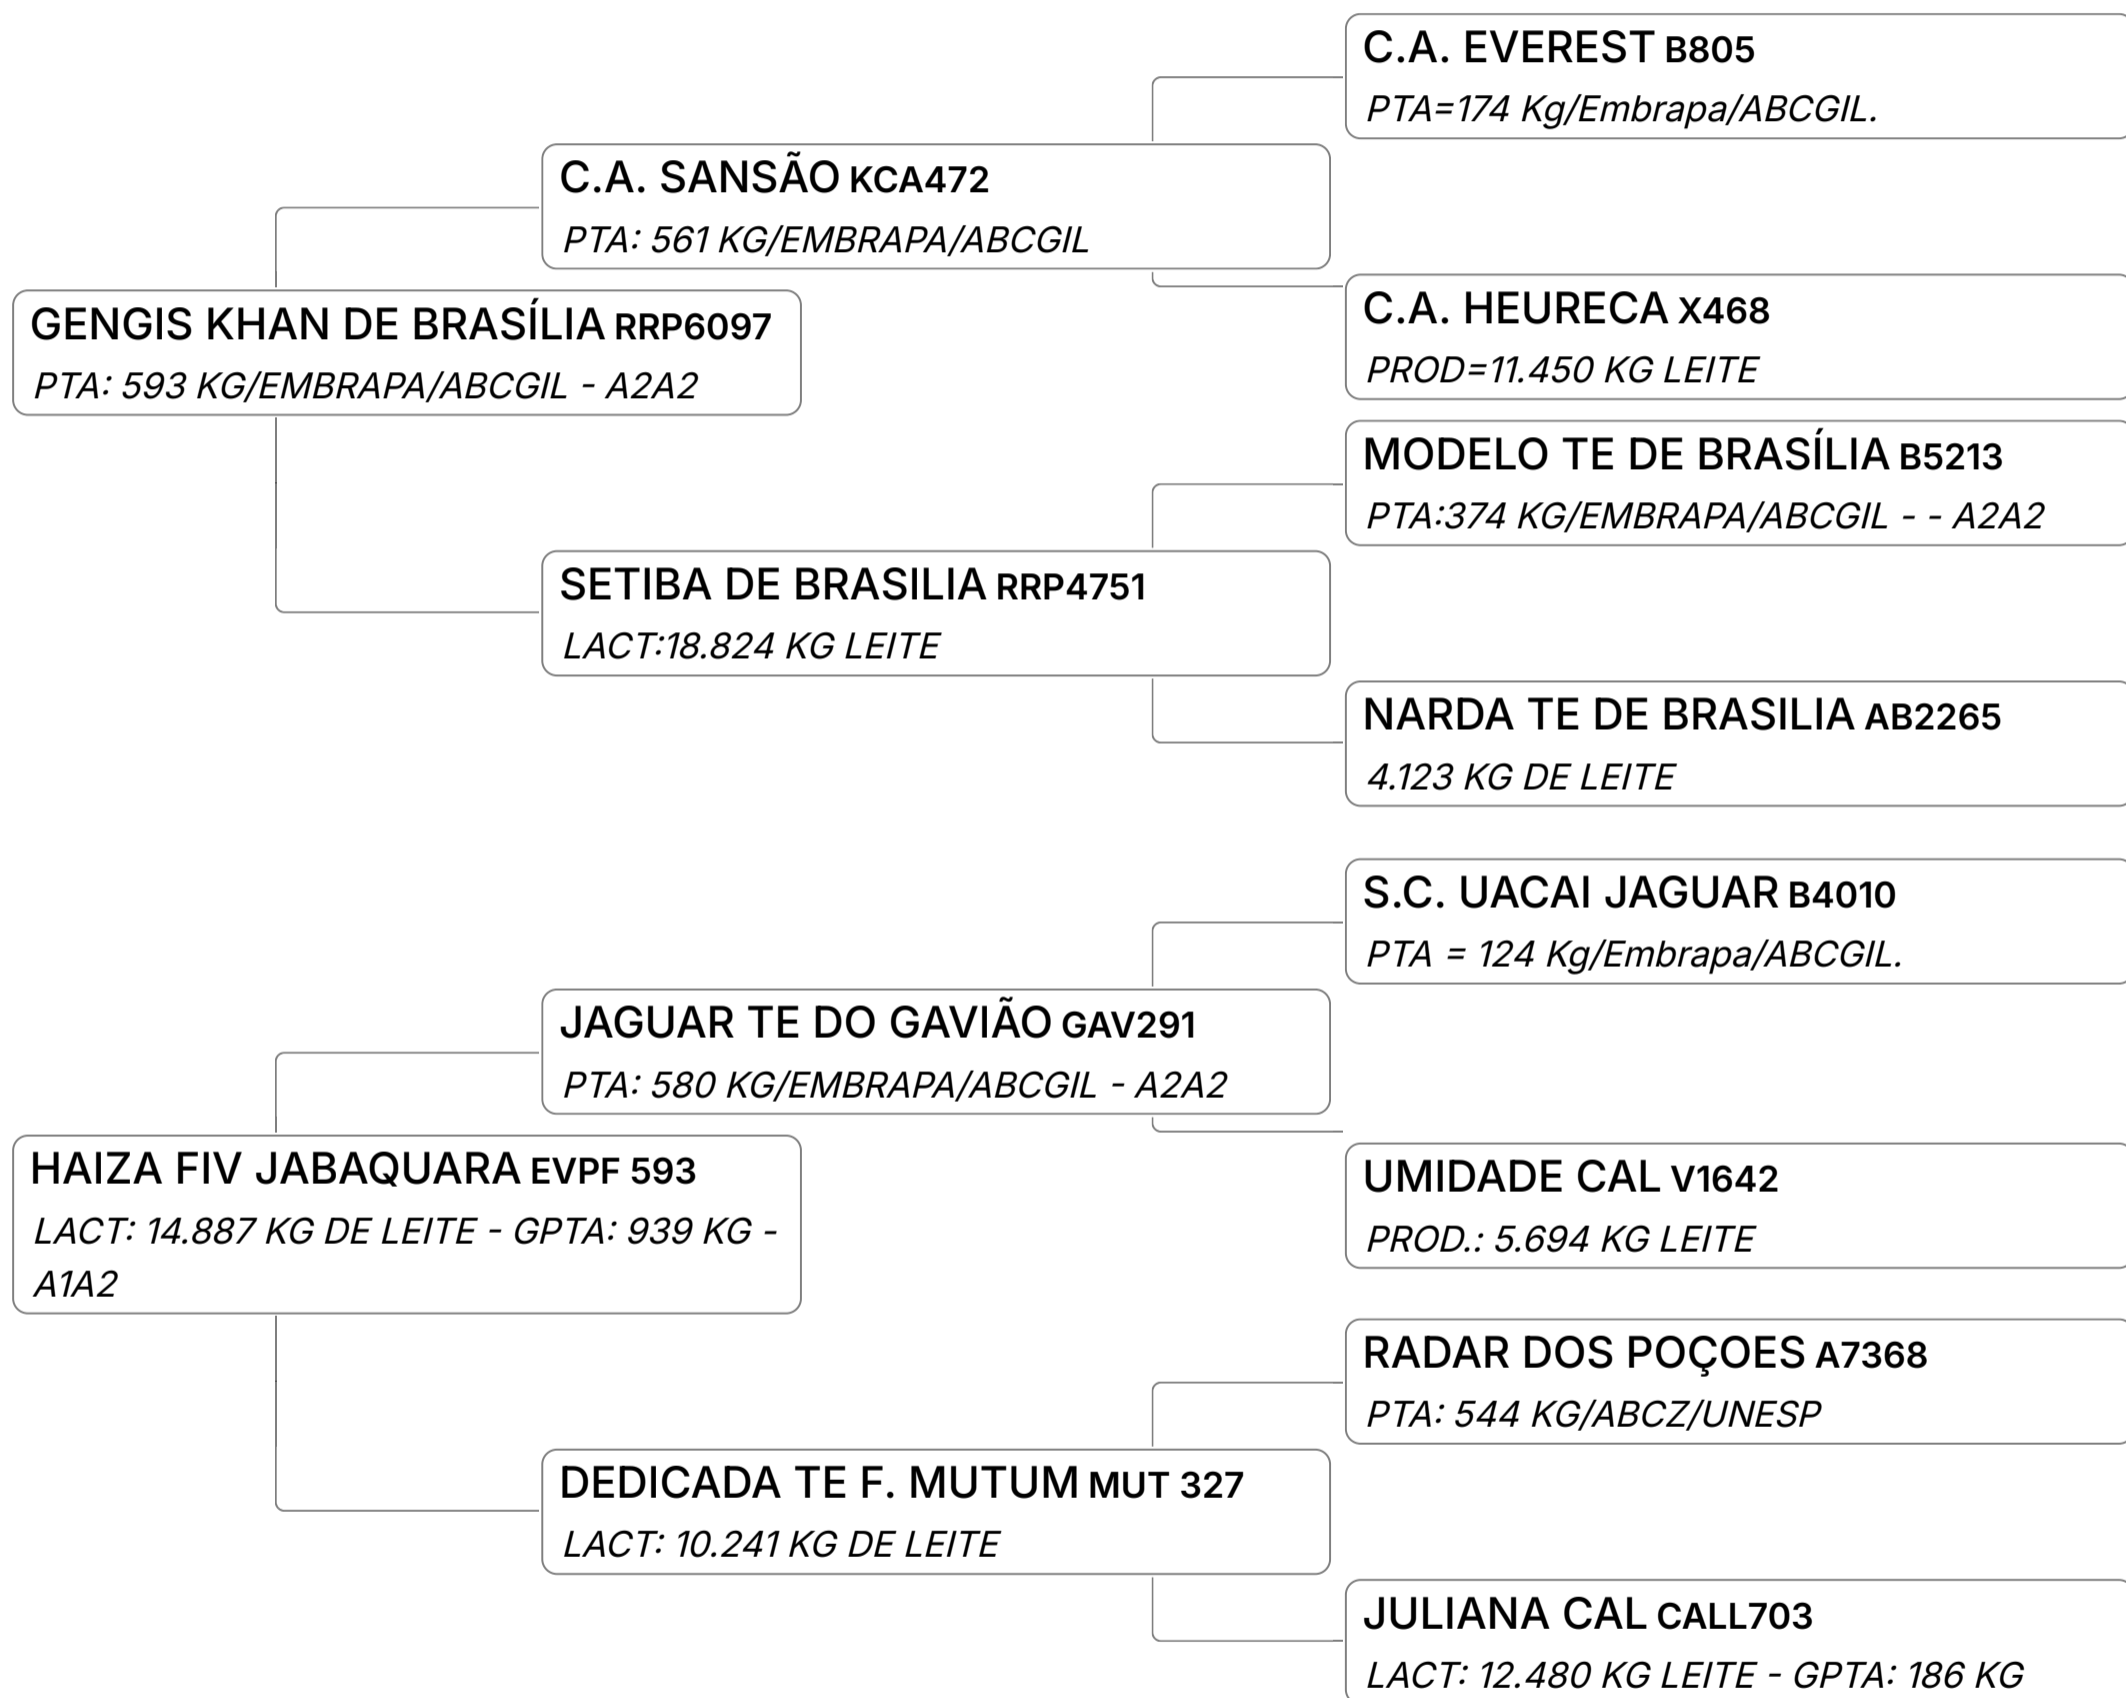 C.A. EVEREST B805
PTA=174 Kg/Embrapa/ABCGIL.
C.A. SANSÃO KCA472
PTA: 561 KG/EMBRAPA/ABCGIL
C.A. HEURECA X468
PROD=11.450 KG LEITE
GENGIS KHAN DE BRASÍLIA RRP6097
PTA: 593 KG/EMBRAPA/ABCGIL - A2A2
MODELO TE DE BRASÍLIA B5213
PTA:374 KG/EMBRAPA/ABCGIL - - A2A2
SETIBA DE BRASILIA RRP4751
LACT:18.824 KG LEITE
NARDA TE DE BRASILIA AB2265
4.123 KG DE LEITE
S.C. UACAI JAGUAR B4010
PTA = 124 Kg/Embrapa/ABCGIL.
JAGUAR TE DO GAVIÃO GAV291
PTA: 580 KG/EMBRAPA/ABCGIL - A2A2
HAIZA FIV JABAQUARA EVPF 593
LACT: 14.887 KG DE LEITE - GPTA: 939 KG -
A1A2
UMIDADE CAL V1642
PROD.: 5.694 KG LEITE
RADAR DOS POÇOES A7368
PTA: 544 KG/ABCZ/UNESP
DEDICADA TE F. MUTUM MUT 327
LACT: 10.241 KG DE LEITE
JULIANA CAL CALL703
LACT: 12.480 KG LEITE - GPTA: 186 KG